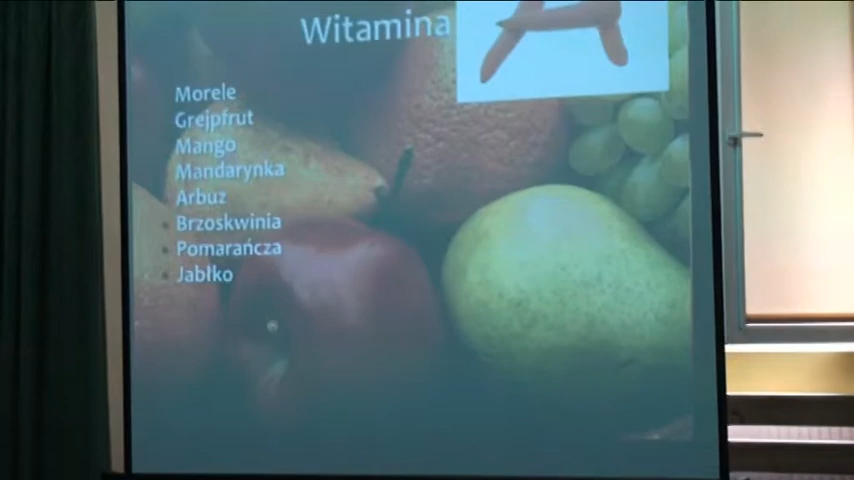 Witamina A
Morele
Grejpfrut
Mango
Mandarynka
Arbuz
Brzoskwinia
Pomarańcza
Jabłko